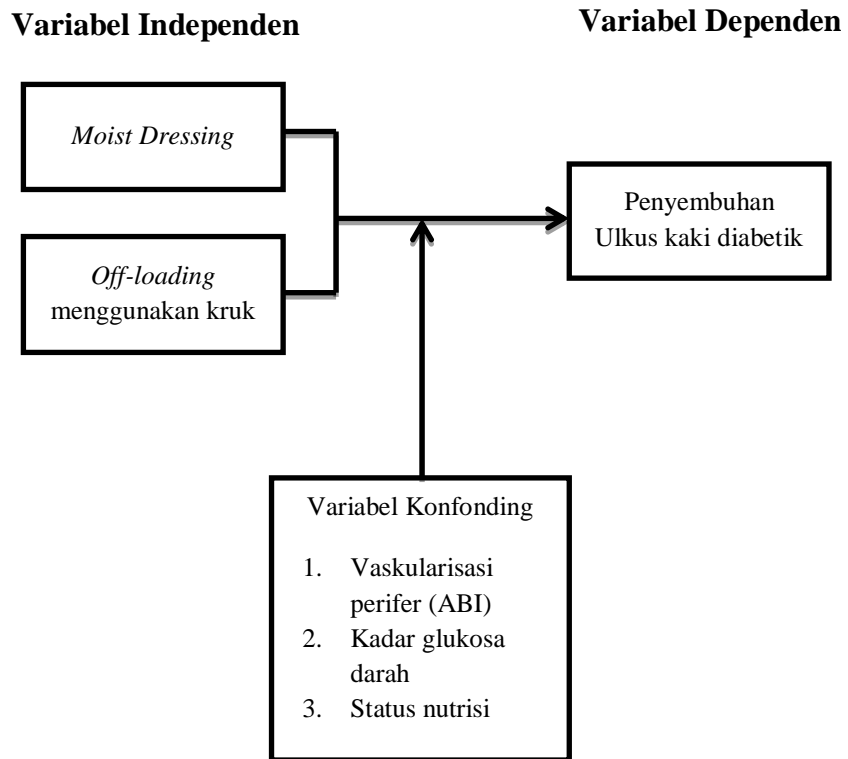 Variabel Independen
Variabel Dependen
Moist Dressing
Off-loading
menggunakan kruk
Penyembuhan
Ulkus kaki diabetik
Variabel Konfonding
1. Vaskularisasi
perifer (ABI)
2. Kadar glukosa
darah
3. Status nutrisi